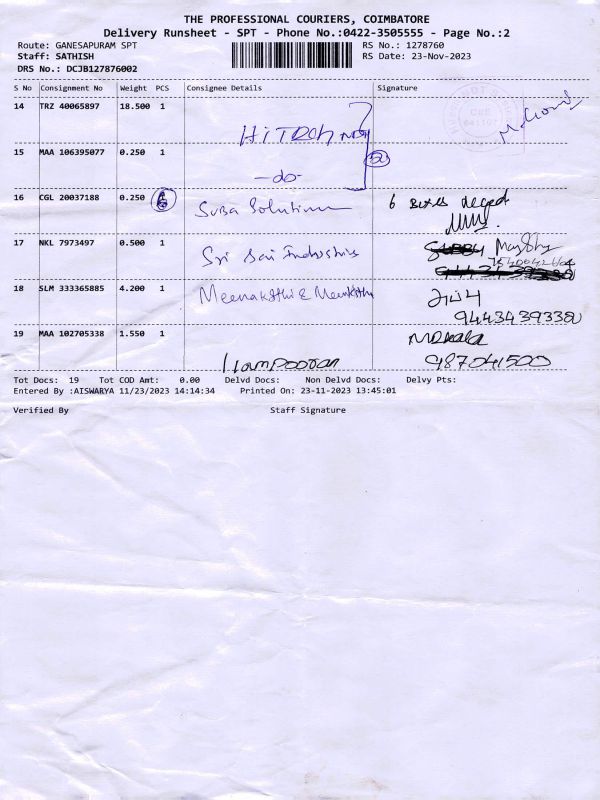 THE PROFESSIONAL COURIERS, COIMBATORE
Delivery Runsheet - SPT - Phone No.:0422-3505555 - Page No.:2
Route: GANESAPURAM SPT
RS No.: 1278760
Staff: SATHISH
RS Date: 23-Nov-2023
DRS No.: DCJB127876002
S No Consignment No Weight PCS Consignee Details Signature
14 TRZ 40065897 18.500 1
HiTECH
15 MAA 106395077 0.250 1
-do-
16 CGL 20037188 0.250
Suba Solutions
6 Boxes
17 NKL 7973497 0.500 1
Sri Sai Industries
18 SLM 333365885 4.200 1
Meenakshi & Meenakshi
9443439338
19 MAA 102705338 1.550 1
Mokala
987041500
Tot Docs: 19 Tot COD Amt: 0.00 Delvd Docs: Non Delvd Docs: Delvy Pts:
Entered By :AISWARYA 11/23/2023 14:14:34 Printed On: 23-11-2023 13:45:01
Verified By Staff Signature